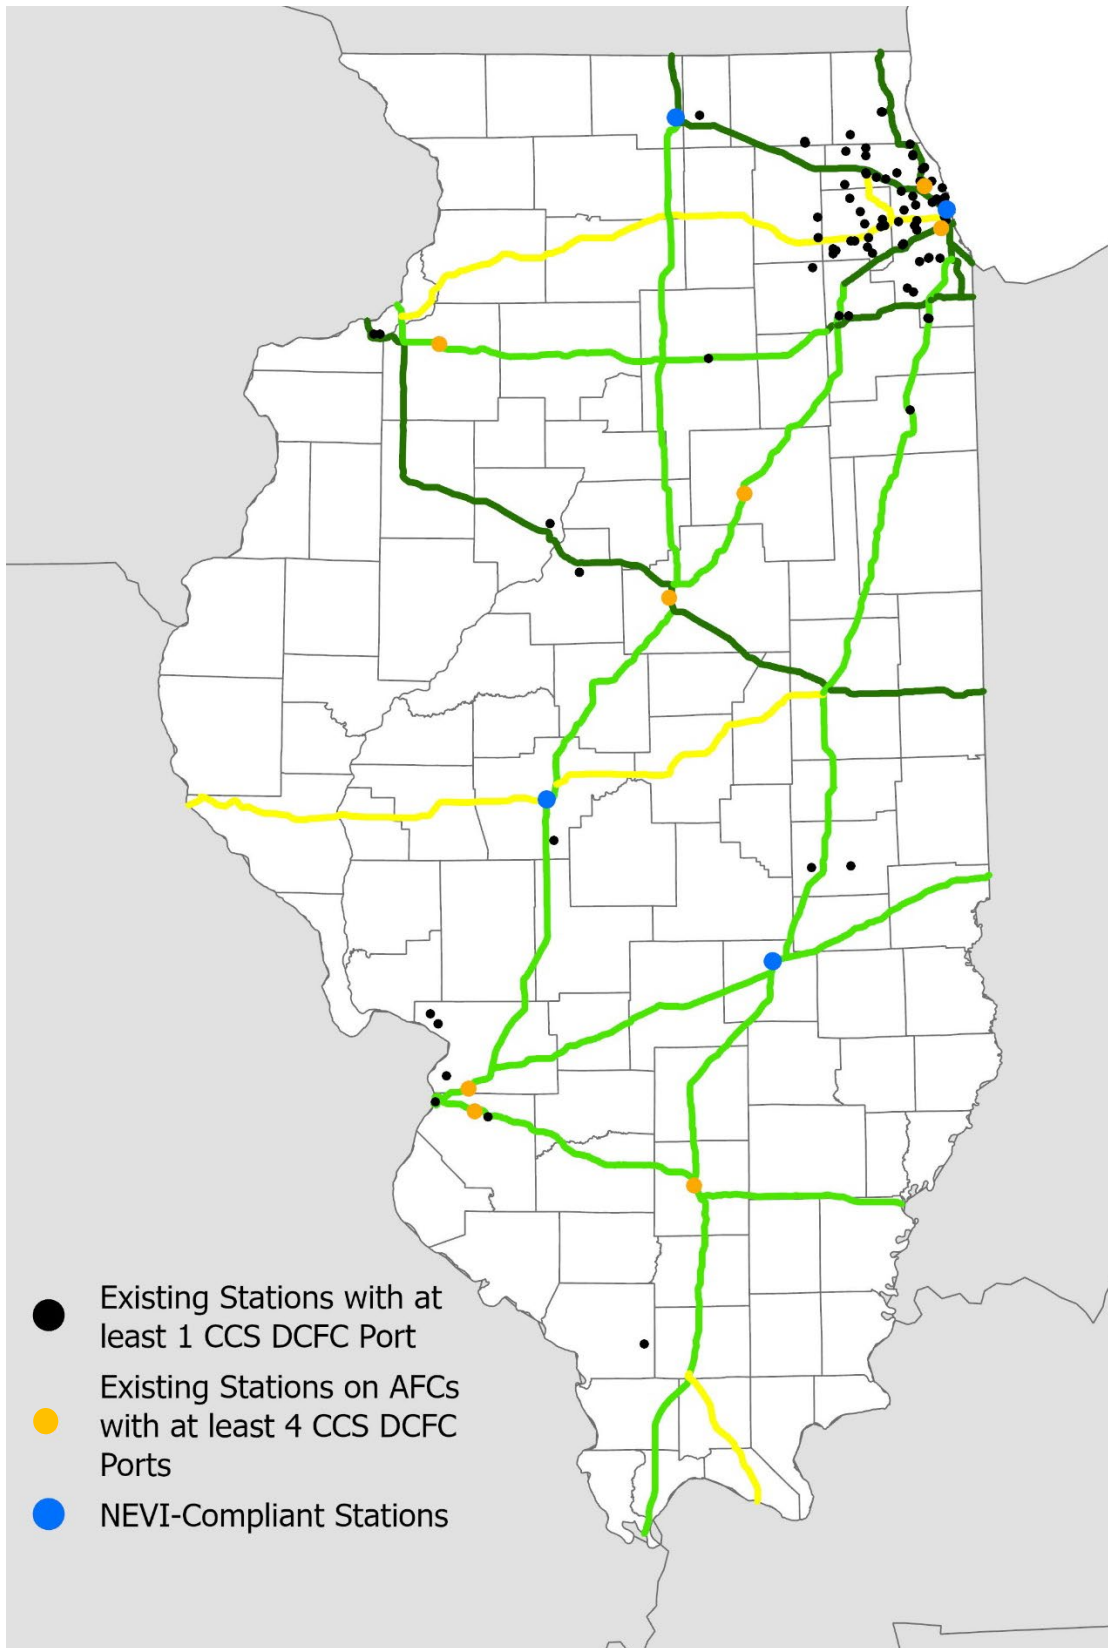 Existing Stations with at
least 1 CCS DCFC Port
Existing Stations on AFCs
with at least 4 CCS DCFC
Ports
NEVI-Compliant Stations